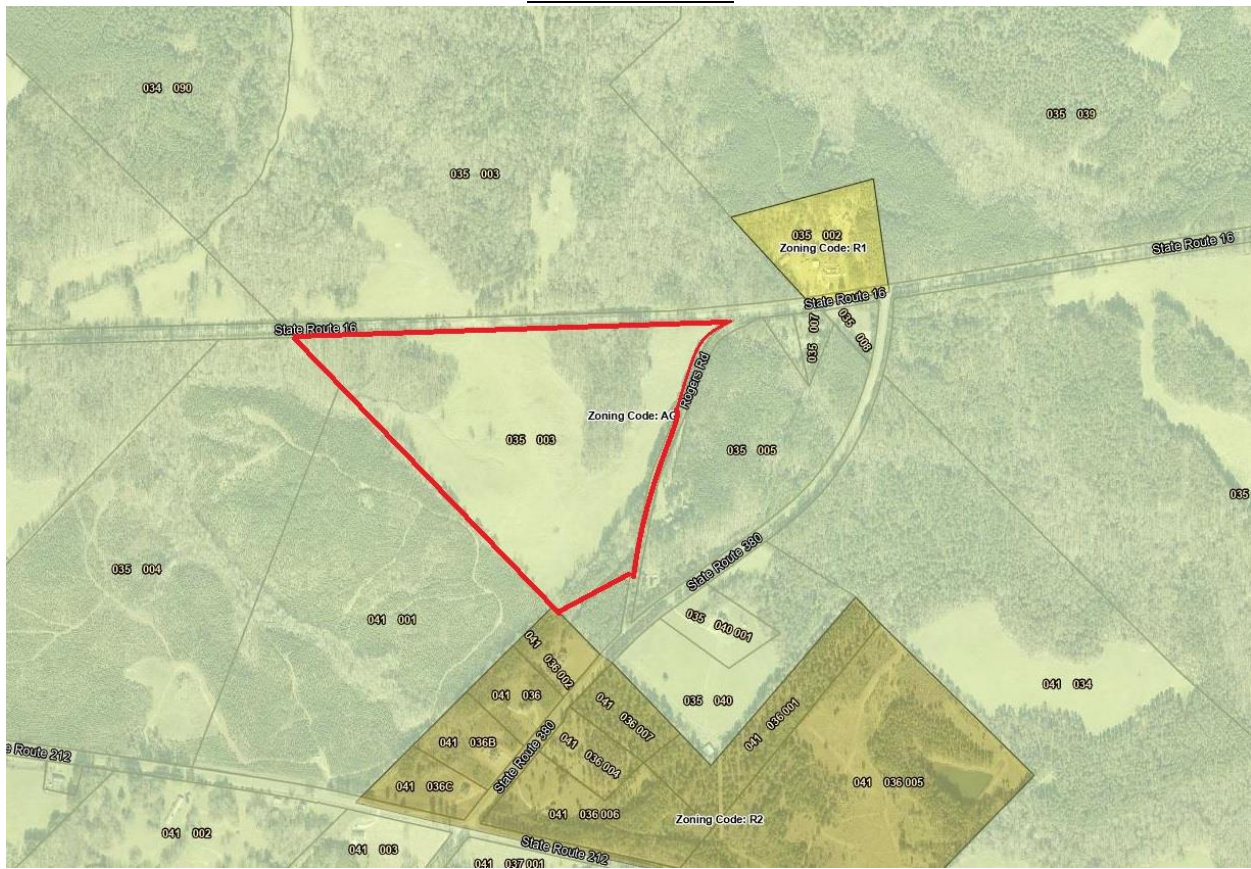 034 090
035 039
035 003
035 002
Zoning Code: R1
State Route 16
State Route 16
State Route 16
035 007
035 008
Rogers Rd
Zoning Code: AG
035 003
035 005
035
State Route 380
035 004
041 001
035 040 001
041 036 002
041 034
041 036
035 040
041 036 007
041 036 001
041 036B
State Route 380
041 036 004
e Route 212
041 036C
041 036 005
041 036 006
Zoning Code: R2
041 002
041 003
State Route 212
041 037 001